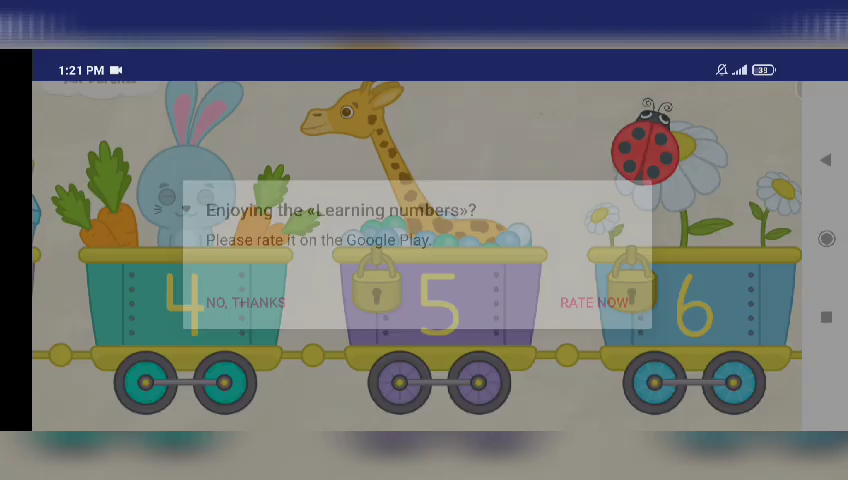 1:21 PM
39
Enjoying the «Learning numbers»?
Please rate it on the Google Play.
NO, THANKS
RATE NOW
4
5
6